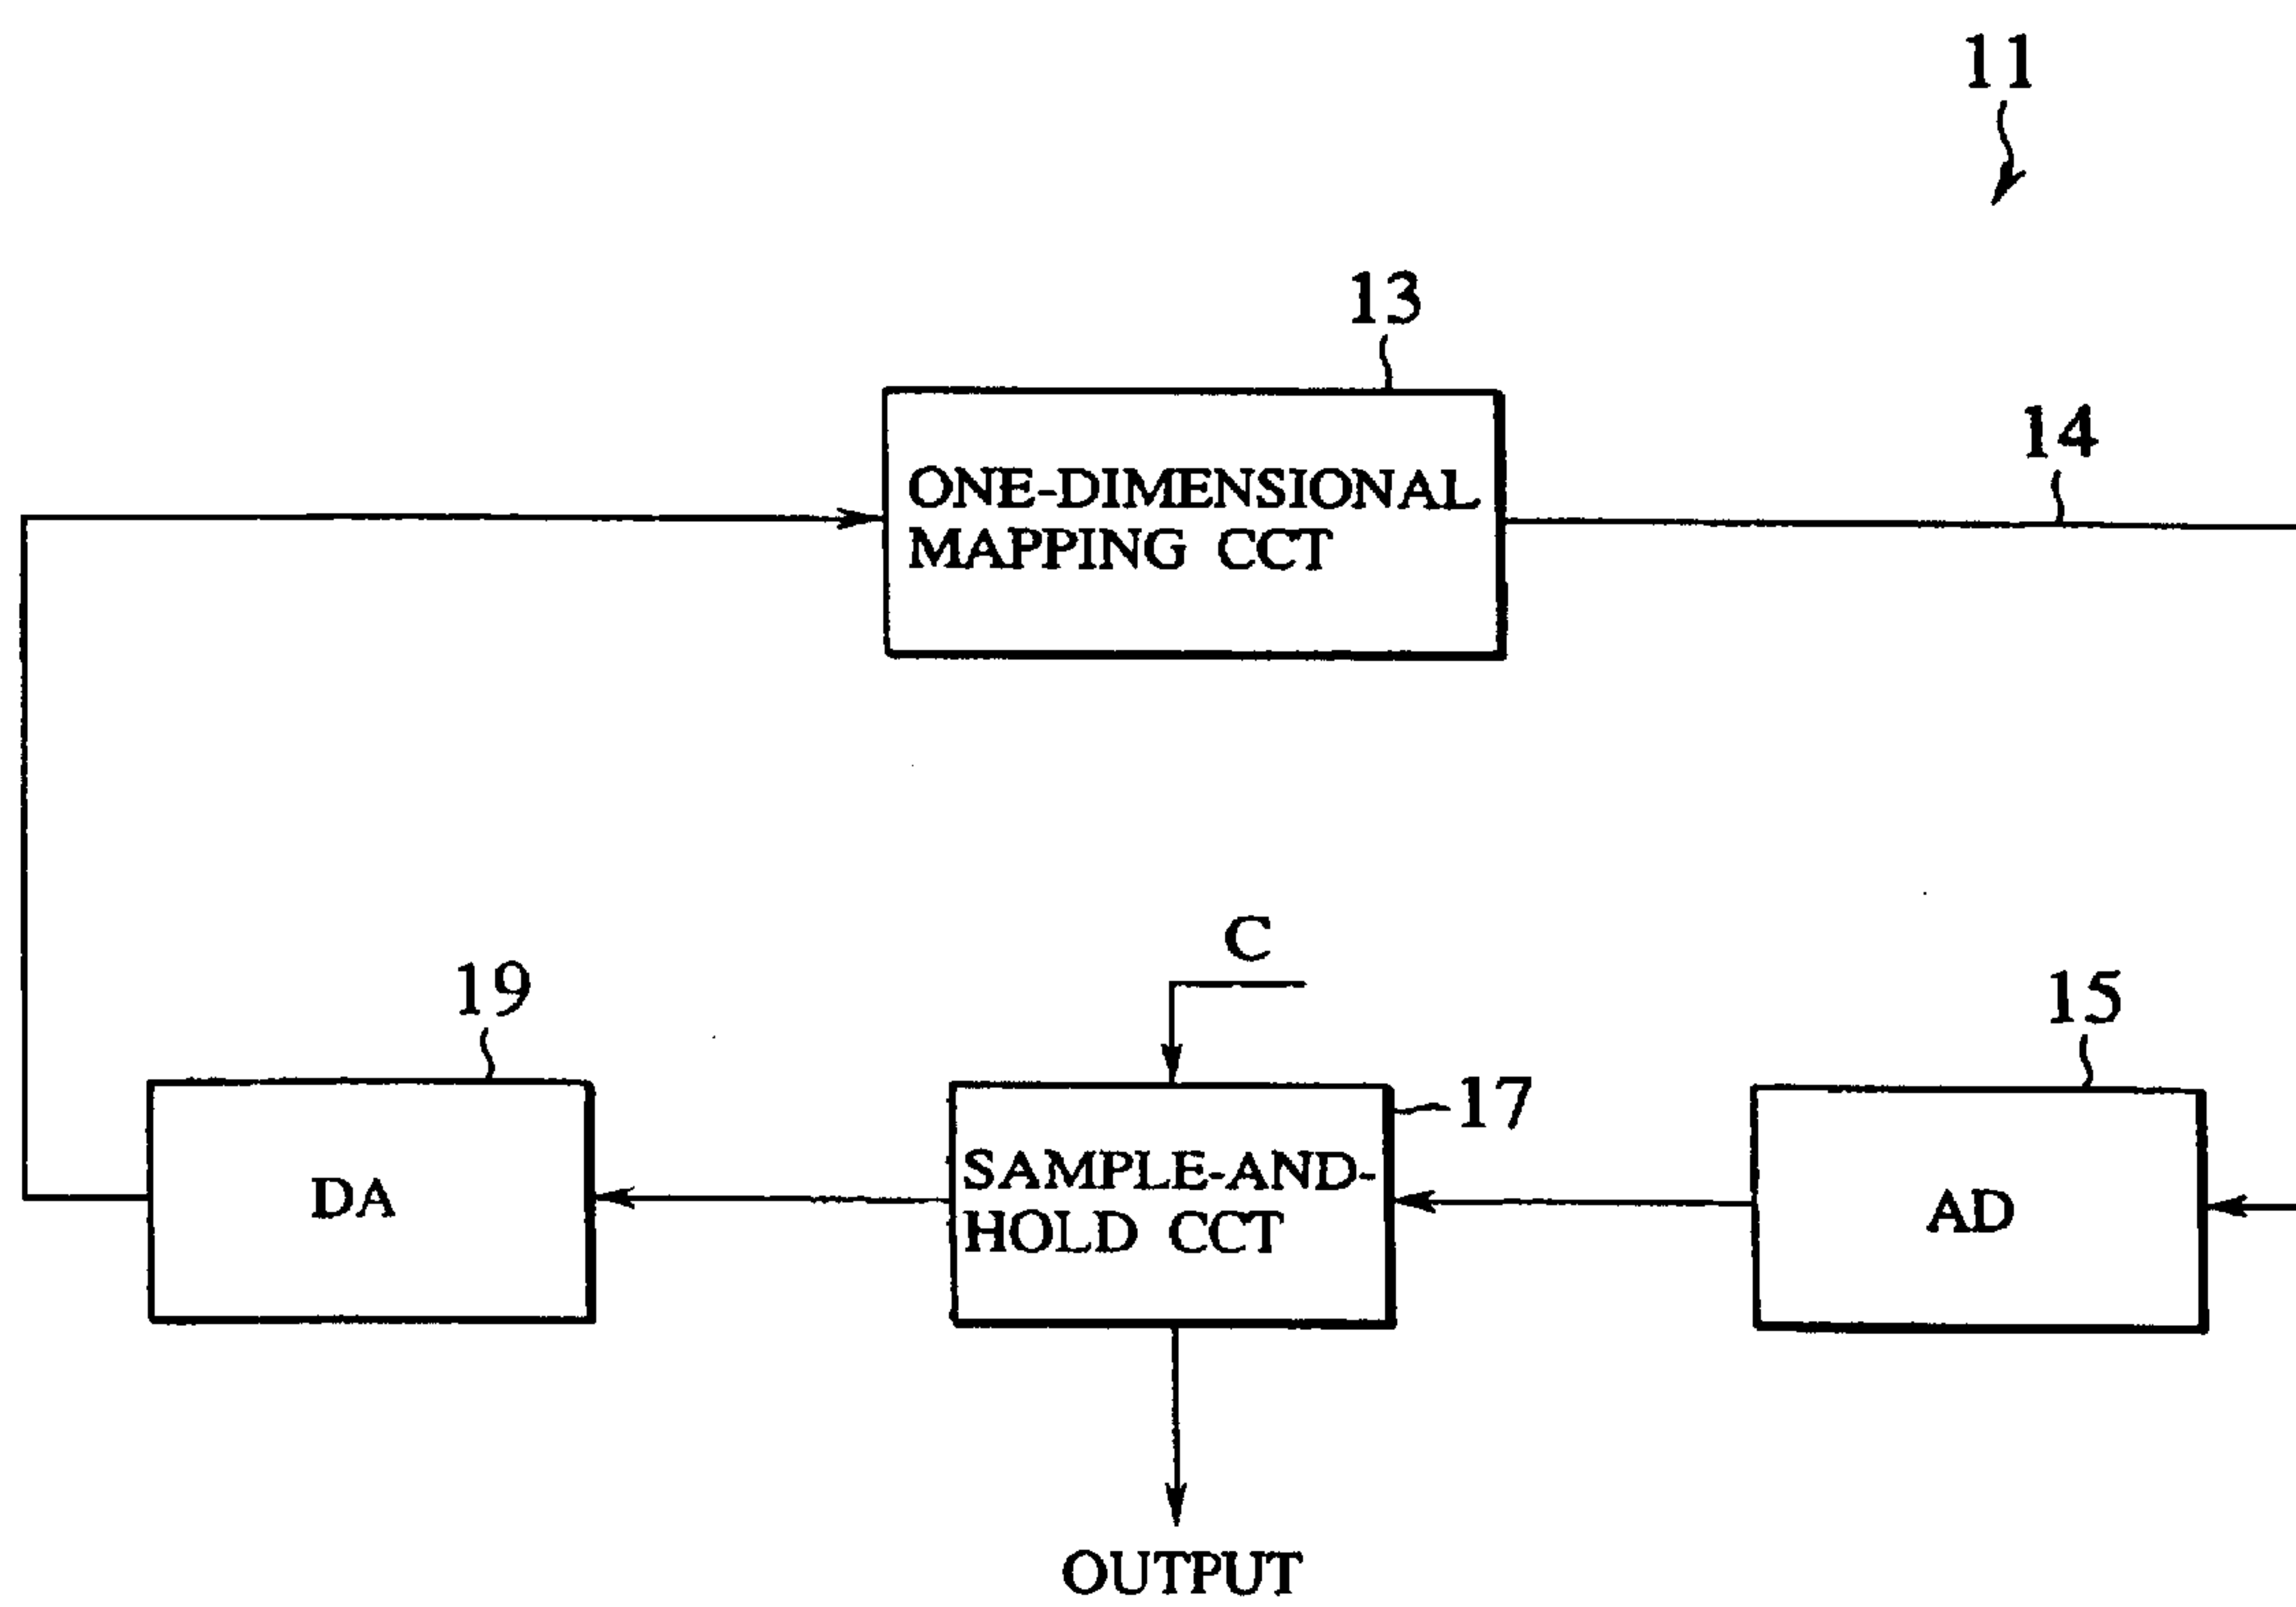 11
13
ONE-DIMENSIONAL
MAPPING CCT
14
C
19
15
17
DA
SAMPLE-AND-
HOLD CCT
AD
OUTPUT